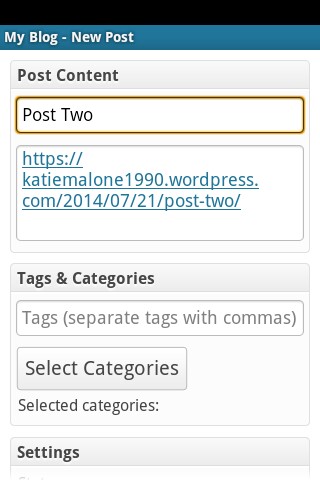 My Blog - New Post
Post Content
Post Two
https://
katiemalone1990.wordpress.
com/2014/07/21/post-two/
Tags & Categories
Tags (separate tags with commas)
Select Categories
Selected categories:
Settings